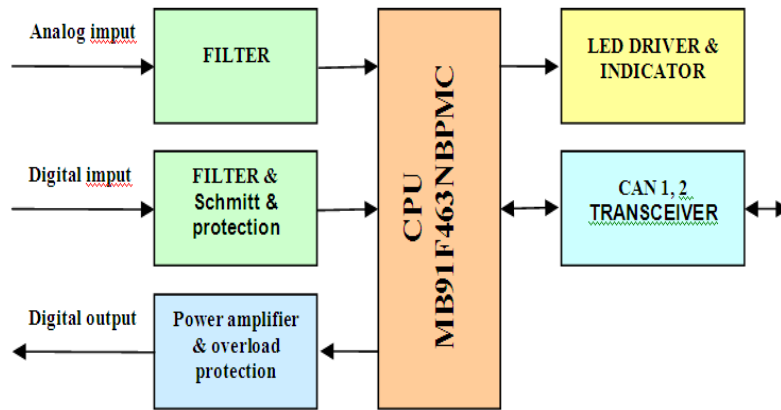 Analog imput
FILTER
Digital imput
FILTER &
Schmitt &
protection
Digital output
Power amplifier
& overload
protection
CPU
MB91F463NBPMC
LED DRIVER &
INDICATOR
CAN 1, 2
TRANSCEIVER